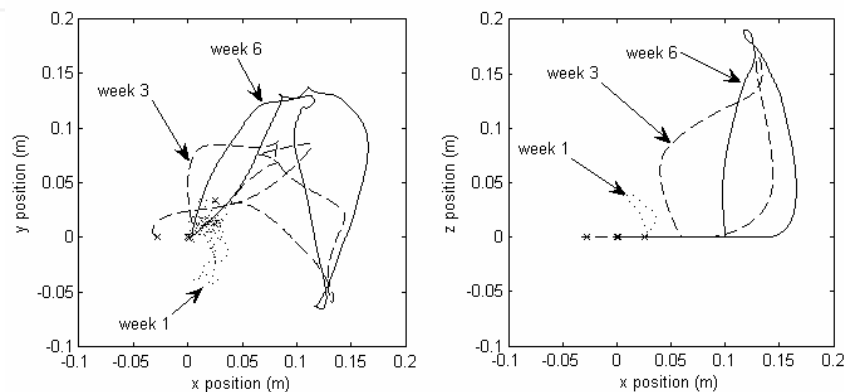 0.2
0.15
0.1
0.05
0
-0.05
-0.1
y position (m)
week 6
week 3
week 1
-0.1 -0.05 0 0.05 0.1 0.15 0.2
x position (m)
0.2
0.15
0.1
0.05
0
-0.05
-0.1
z position (m)
week 6
week 3
week 1
-0.1 -0.05 0 0.05 0.1 0.15 0.2
x position (m)